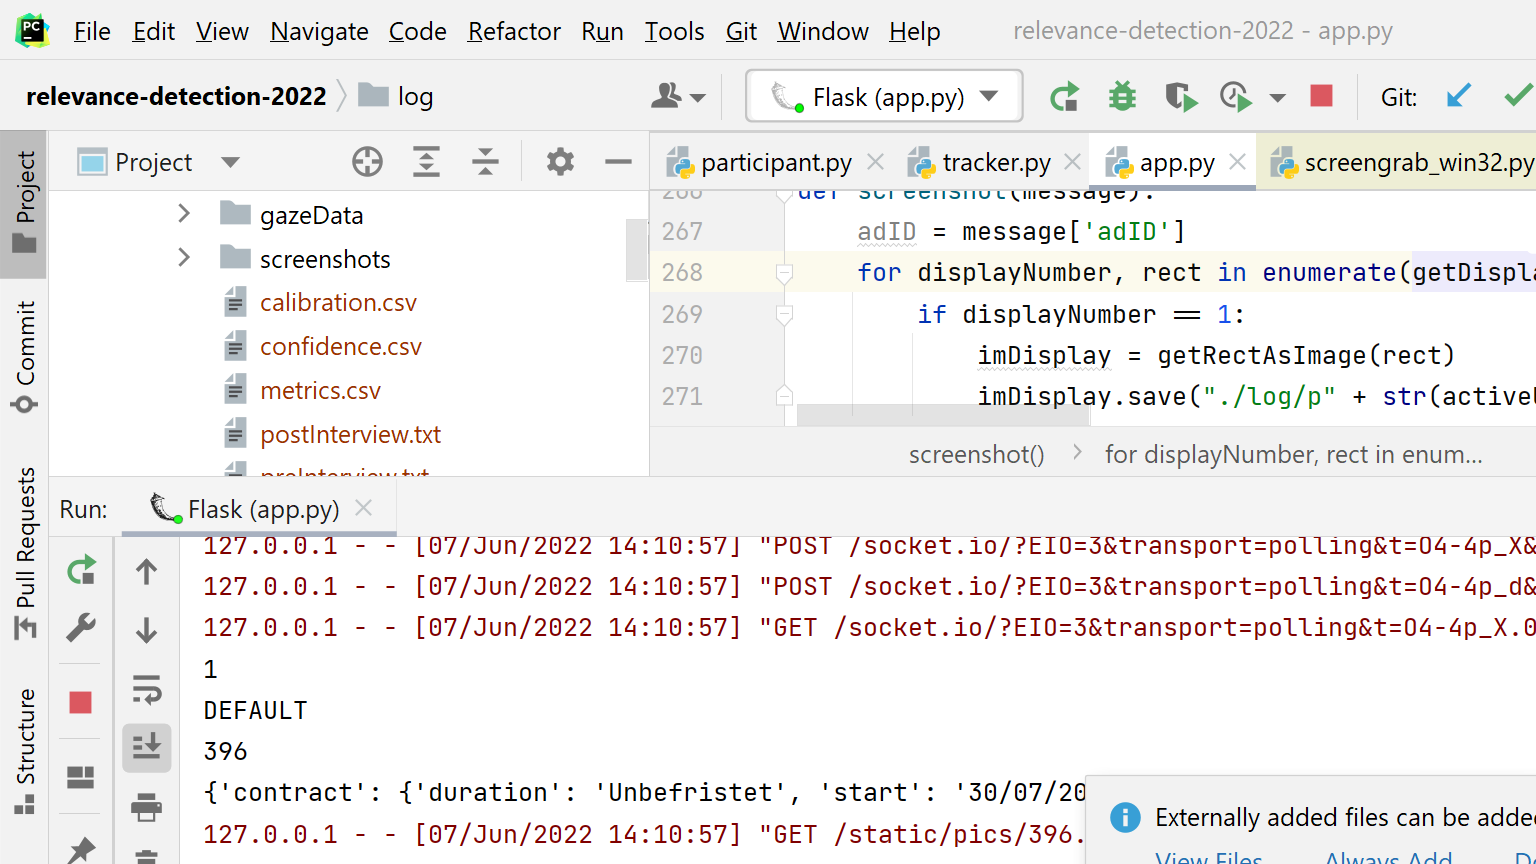 PC File Edit View Navigate Code Refactor Run Tools Git Window Help relevance-detection-2022 - app.py
relevance-detection-2022 log Flask (app.py) Git:
Project
participant.py tracker.py app.py screengrab_win32.py
gazeData
screenshots
calibration.csv
confidence.csv
metrics.csv
postInterview.txt
preInterview.txt
266 def screenshot(message):
267 adID = message['adID']
268 for displayNumber, rect in enumerate(getDispla
269 if displayNumber == 1:
270 imDisplay = getRectAsImage(rect)
271 imDisplay.save("./log/p" + str(activeU
screenshot() for displayNumber, rect in enum...
Project
Commit
Pull Requests
Structure
Run: Flask (app.py)
127.0.0.1 - - [07/Jun/2022 14:10:57] "POST /socket.io/?EIO=3&transport=polling&t=O4-4p_X&
127.0.0.1 - - [07/Jun/2022 14:10:57] "POST /socket.io/?EIO=3&transport=polling&t=O4-4p_d&
127.0.0.1 - - [07/Jun/2022 14:10:57] "GET /socket.io/?EIO=3&transport=polling&t=O4-4p_X.0
1
DEFAULT
396
{'contract': {'duration': 'Unbefristet', 'start': '30/07/20
127.0.0.1 - - [07/Jun/2022 14:10:57] "GET /static/pics/396.
Externally added files can be adde
View Files Always Add